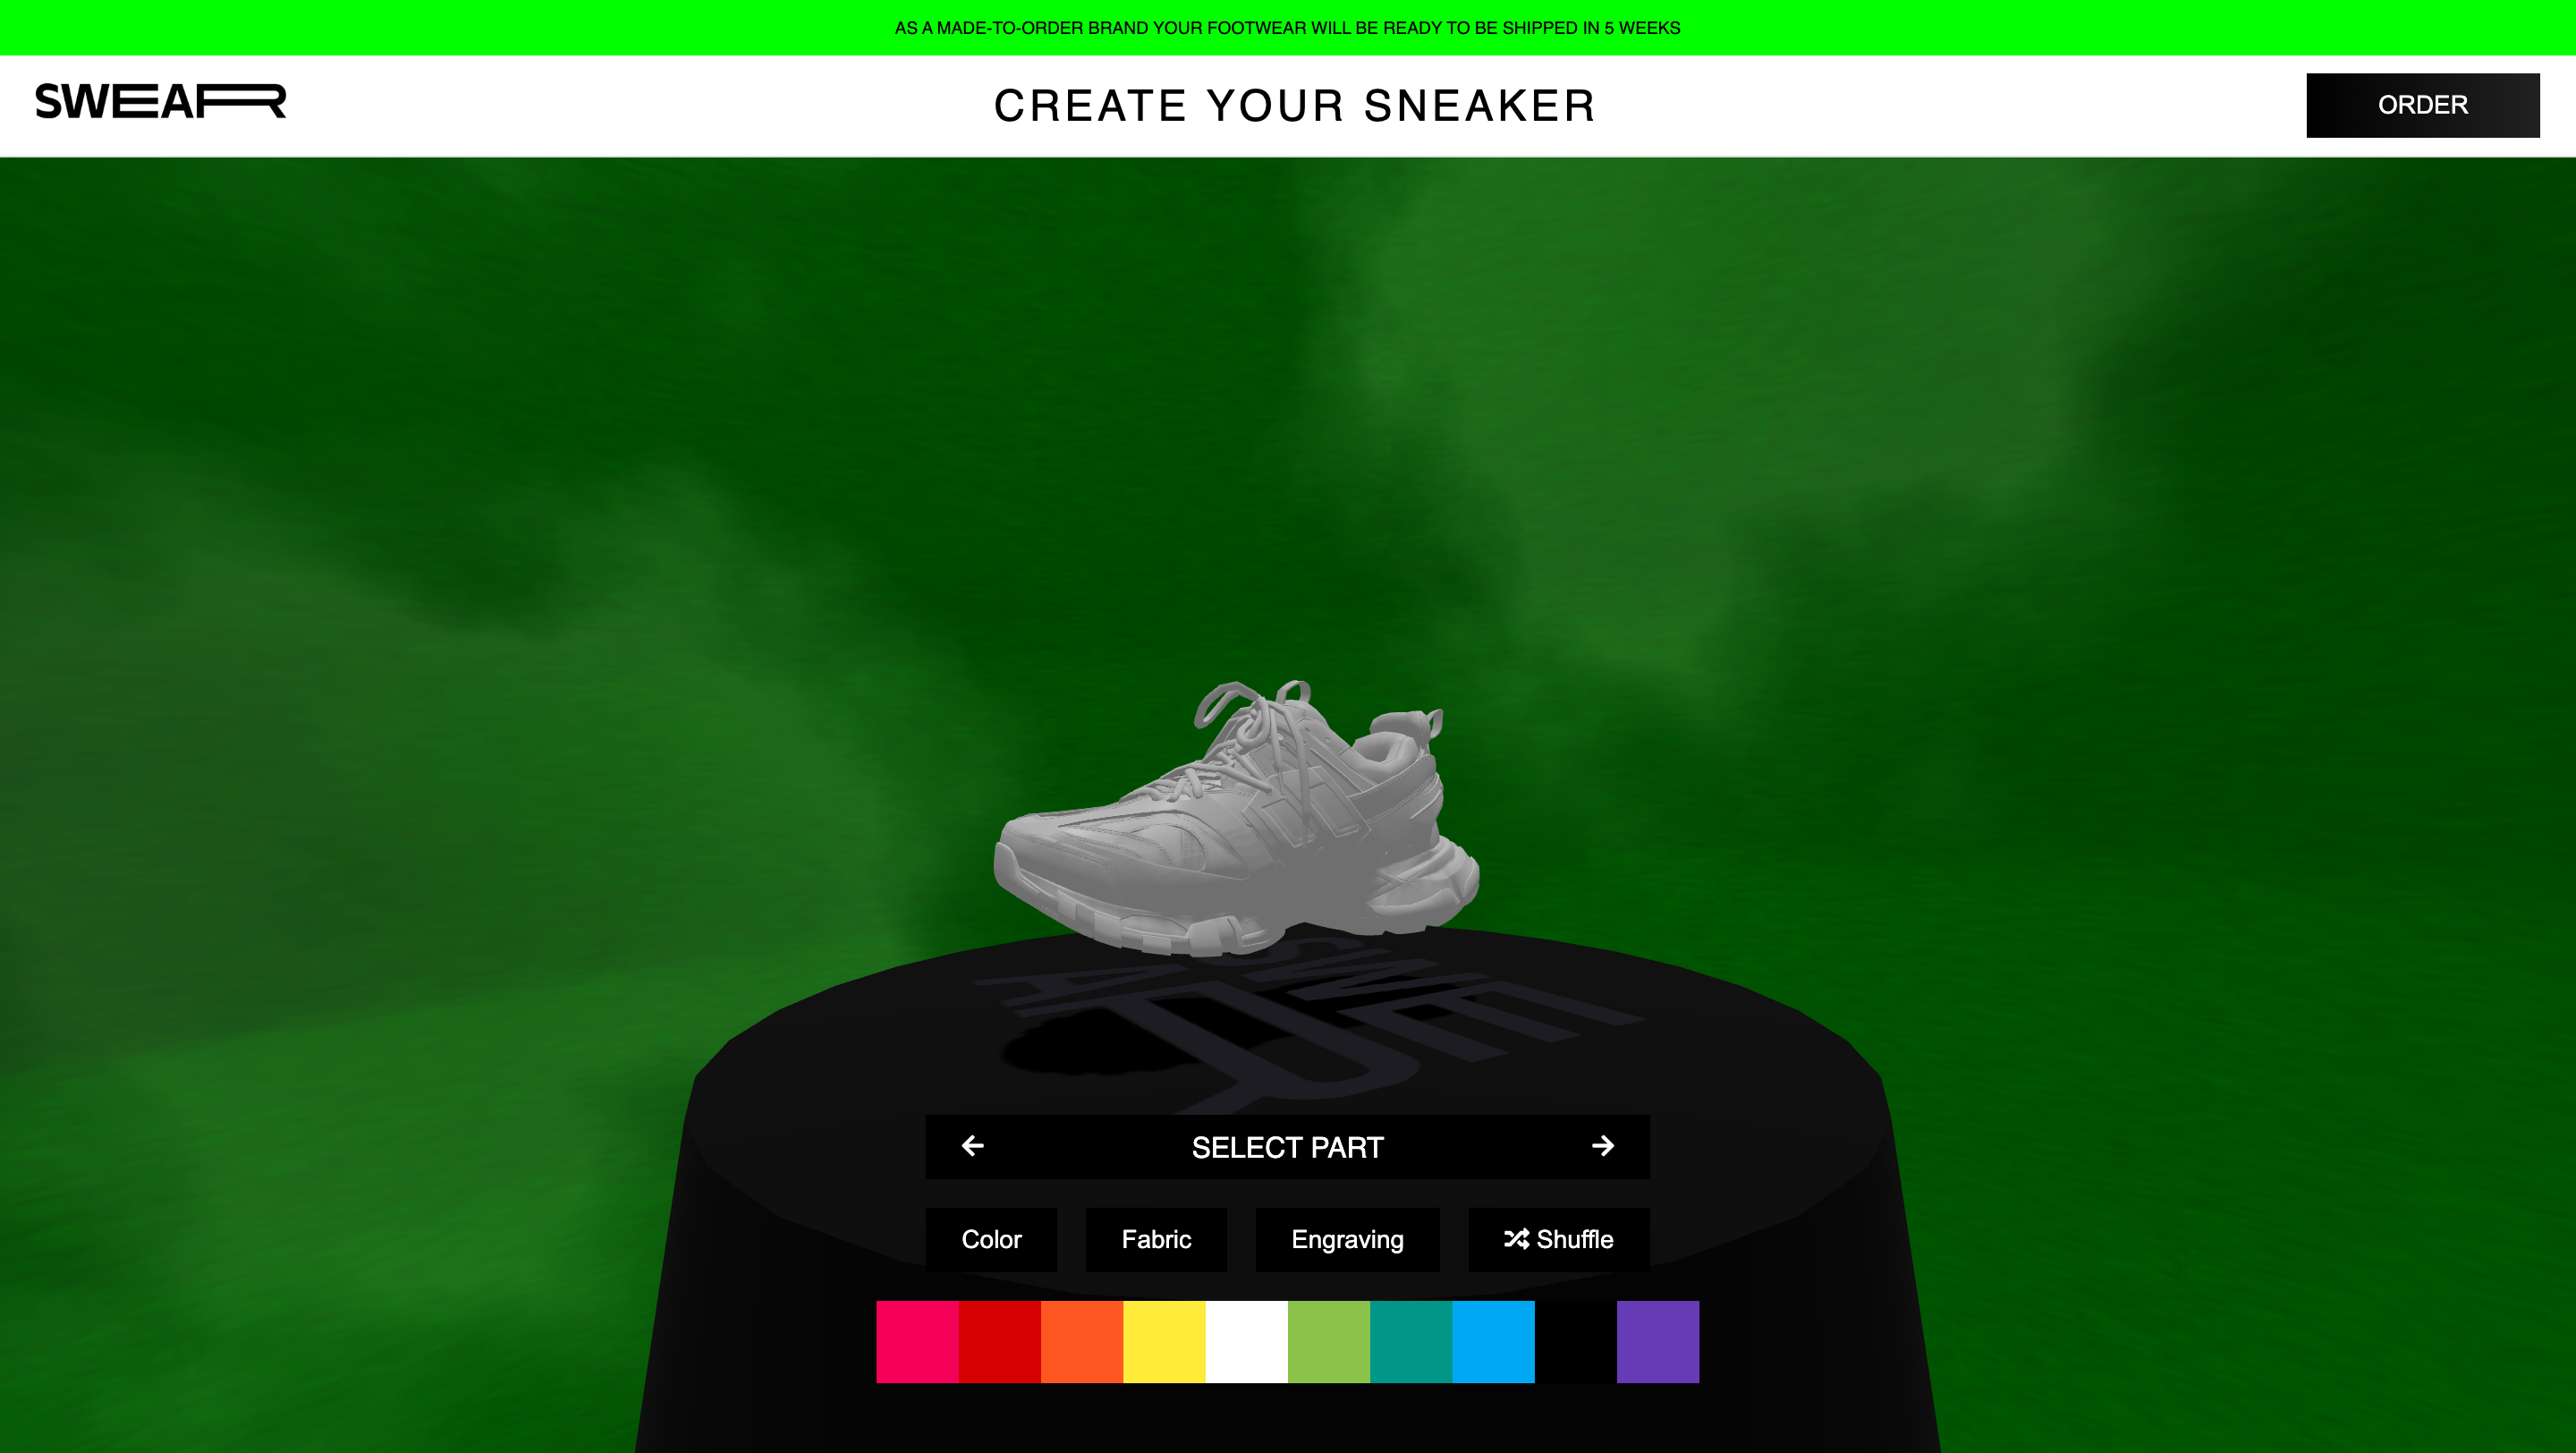 AS A MADE-TO-ORDER BRAND YOUR FOOTWEAR WILL BE READY TO BE SHIPPED IN 5 WEEKS
SWEAR
CREATE YOUR SNEAKER
ORDER
SELECT PART
Color
Fabric
Engraving
Shuffle